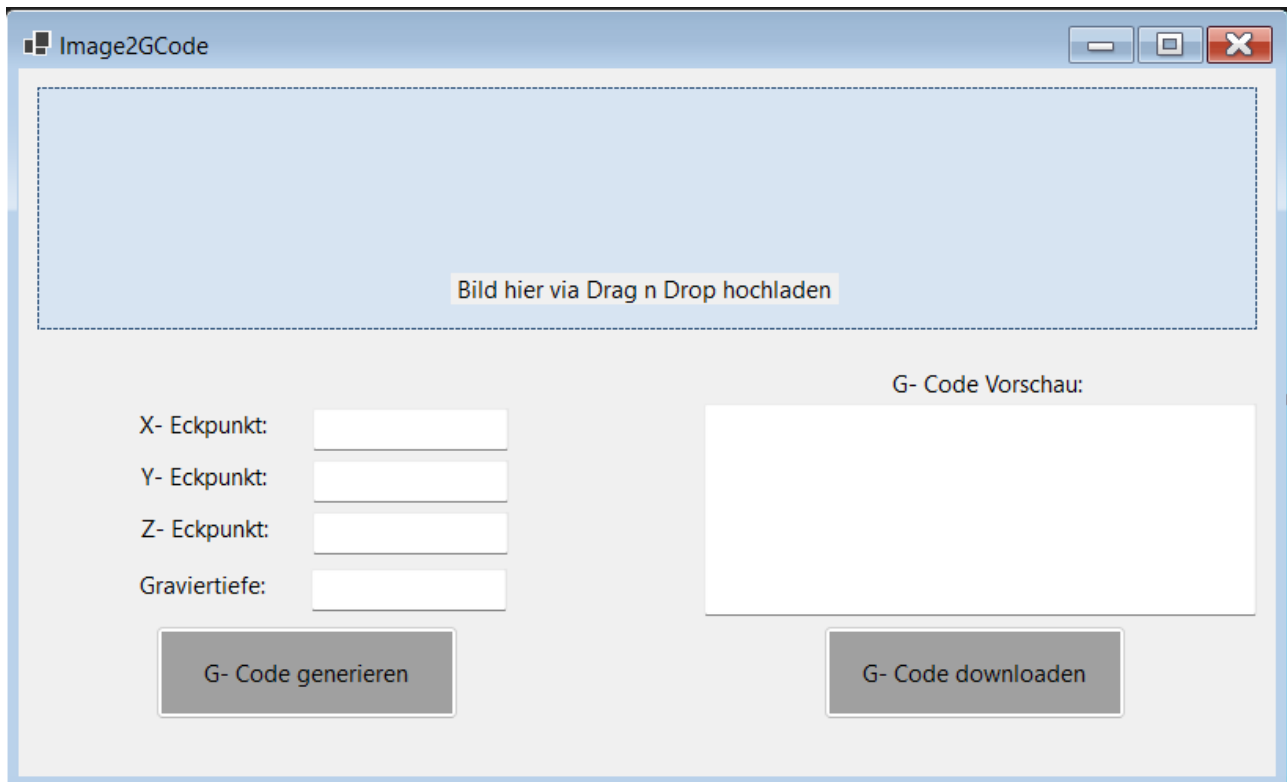 Image2GCode
Bild hier via Drag n Drop hochladen
G- Code Vorschau:
X- Eckpunkt:
Y- Eckpunkt:
Z- Eckpunkt:
Graviertiefe:
G- Code generieren
G- Code downloaden